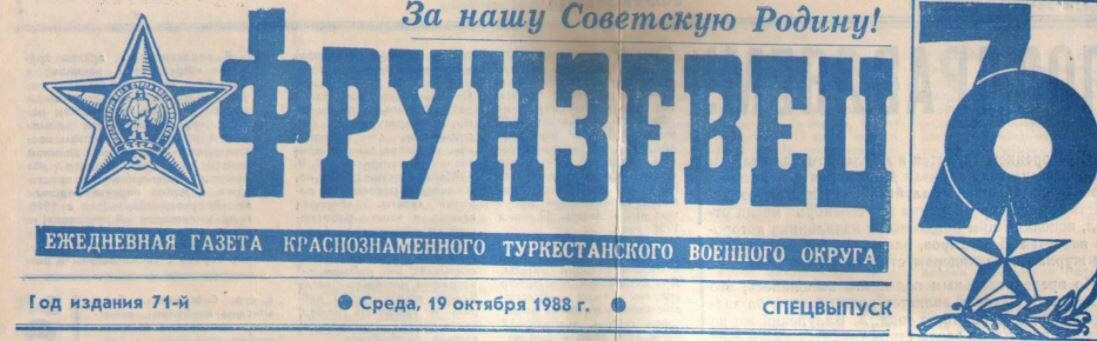 За нашу Советскую Родину!
ФРУНЗЕВЕЦ
70
ЕЖЕДНЕВНАЯ ГАЗЕТА КРАСНОЗНАМЕННОГО ТУРКЕСТАНСКОГО ВОЕННОГО ОКРУГА
Год издания 71-й
Среда, 19 октября 1988 г.
СПЕЦВЫПУСК